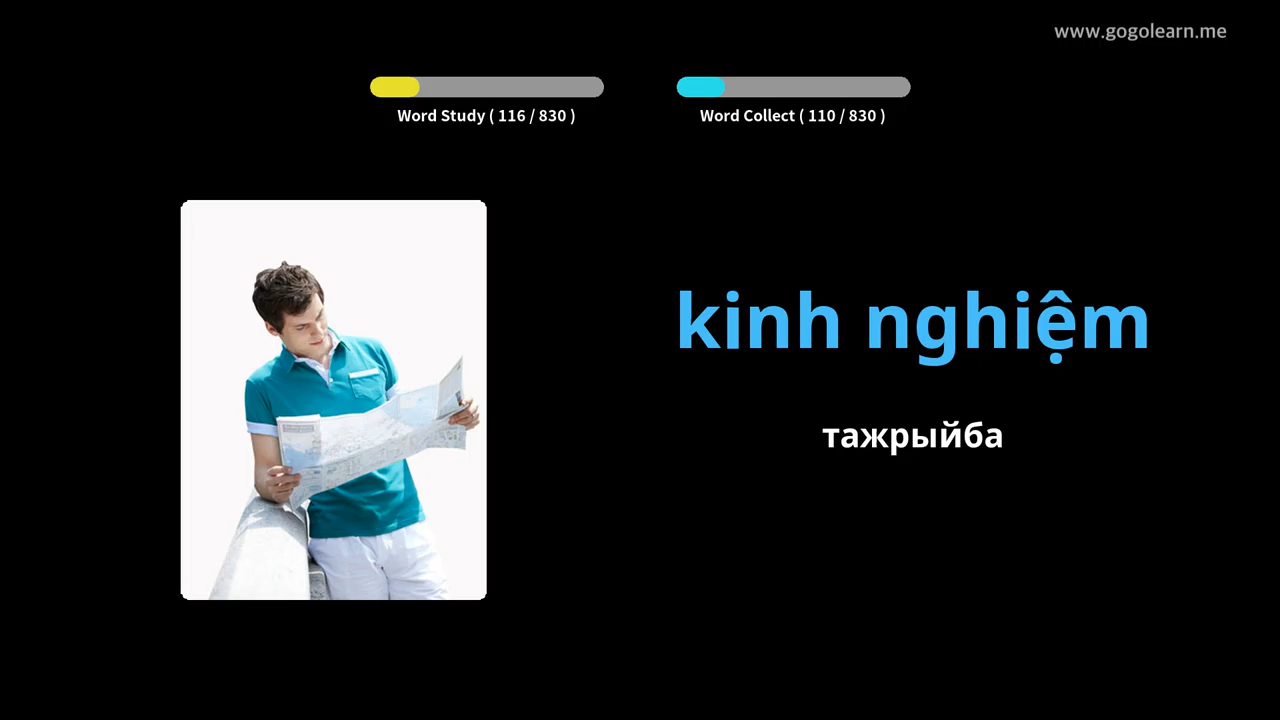 www.gogolearn.me
Word Study ( 116 / 830 )
Word Collect ( 110 / 830 )
kinh nghiệm
тажрыйба